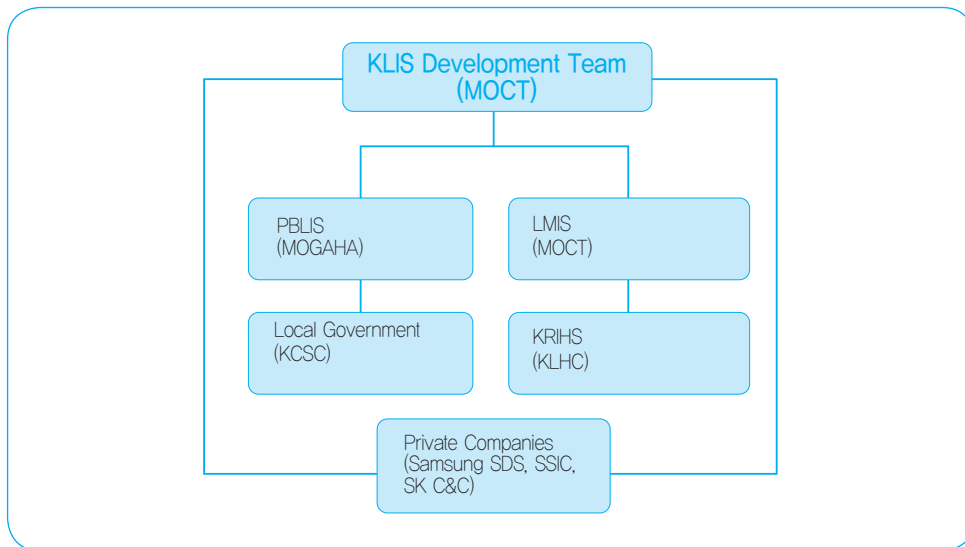 KLIS Development Team
(MOCT)
PBLIS
(MOGAHA)
LMIS
(MOCT)
Local Government
(KCSC)
KRIHS
(KLHC)
Private Companies
(Samsung SDS, SSIC,
SK C&C)